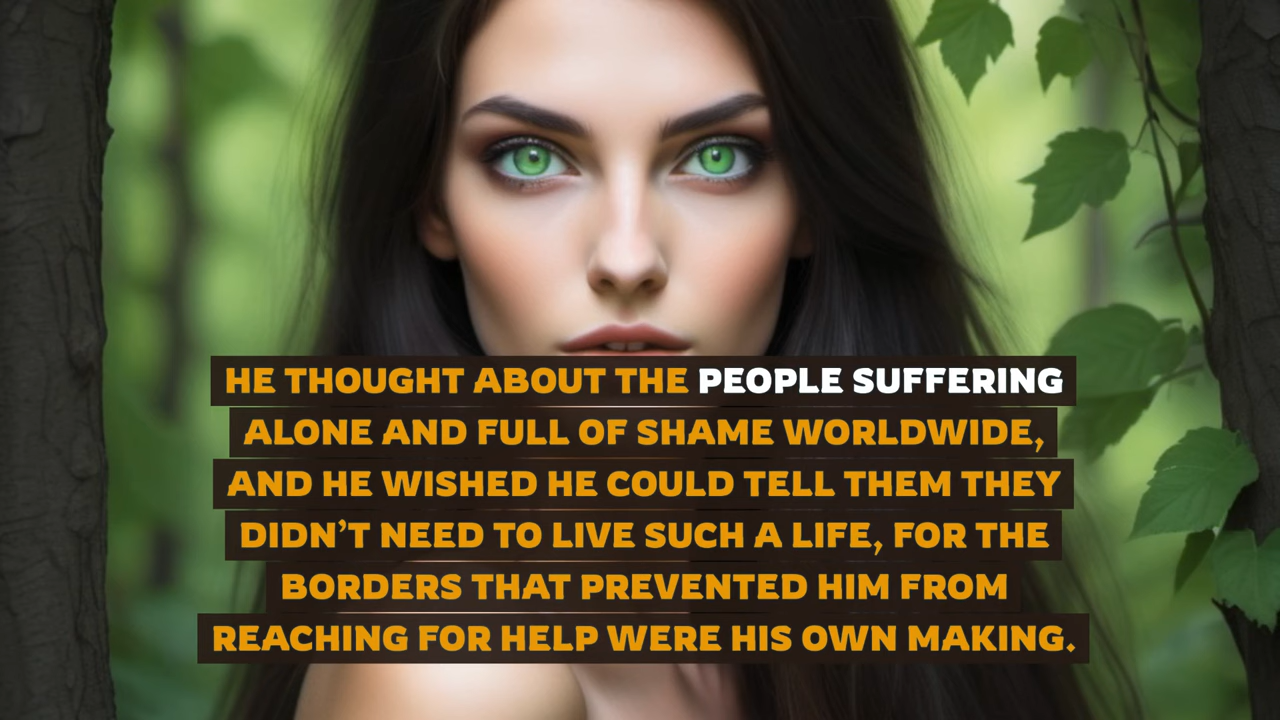 HE THOUGHT ABOUT THE PEOPLE SUFFERING
ALONE AND FULL OF SHAME WORLDWIDE,
AND HE WISHED HE COULD TELL THEM THEY
DIDN’T NEED TO LIVE SUCH A LIFE, FOR THE
BORDERS THAT PREVENTED HIM FROM
REACHING FOR HELP WERE HIS OWN MAKING.